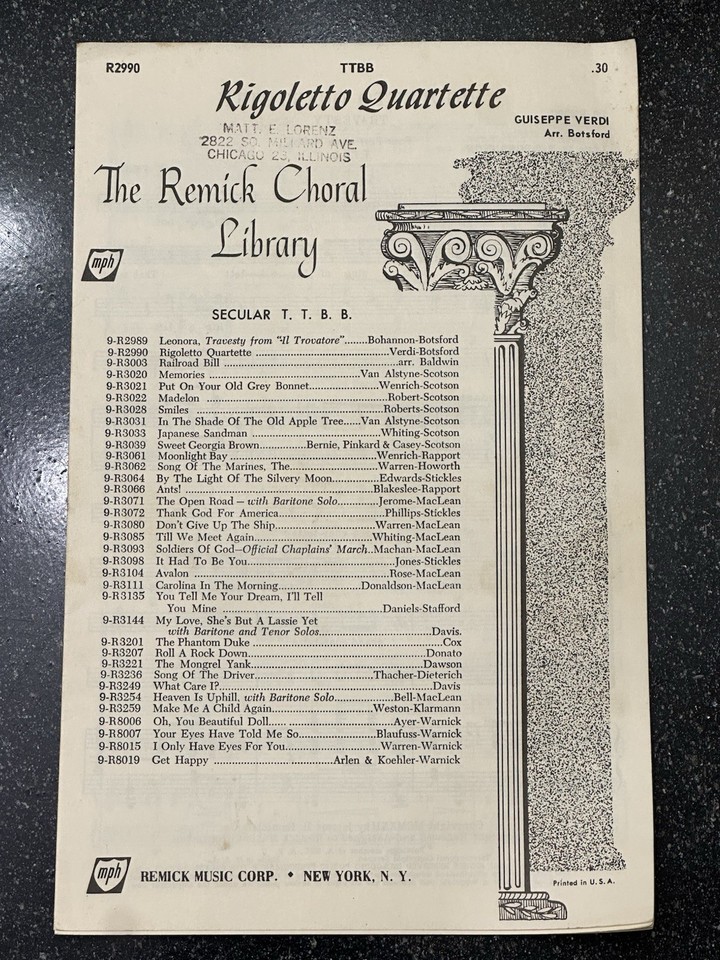 R2990 TTBB .30
Rigoletto Quartette
GUISEPPE VERDI
Arr. Botsford
MATT. E. LORENZ
2822 SO. MILLARD AVE.
CHICAGO 23, ILLINOIS
The Remick Choral
Library
mph
SECULAR T. T. B. B.
9-R2989 Leonora, Travesty from "Il Trovatore".......Bohannon-Botsford
9-R2990 Rigoletto Quartette ....................Verdi-Botsford
9-R3003 Railroad Bill ....................arr. Baldwin
9-R3020 Memories ....................Van Alstyne-Scotson
9-R3021 Put On Your Old Grey Bonnet....................Wenrich-Scotson
9-R3022 Madelon ....................Robert-Scotson
9-R3028 Smiles ....................Roberts-Scotson
9-R3031 In The Shade Of The Old Apple Tree.....Van Alstyne-Scotson
9-R3033 Japanese Sandman ....................Whiting-Scotson
9-R3039 Sweet Georgia Brown..............Bernie, Pinkard & Casey-Scotson
9-R3061 Moonlight Bay ....................Wenrich-Rapport
9-R3062 Song Of The Marines, The....................Warren-Howorth
9-R3064 By The Light Of The Silvery Moon..............Edwards-Stickles
9-R3066 Ants! ....................Blakeslee-Rapport
9-R3071 The Open Road – with Baritone Solo............Jerome-MacLean
9-R3072 Thank God For America....................Phillips-Stickles
9-R3080 Don't Give Up The Ship....................Warren-MacLean
9-R3085 Till We Meet Again....................Whiting-MacLean
9-R3093 Soldiers Of God—Official Chaplains' March..Machan-MacLean
9-R3098 It Had To Be You....................Jones-Stickles
9-R3104 Avalon ....................Rose-MacLean
9-R3111 Carolina In The Morning....................Donaldson-MacLean
9-R3135 You Tell Me Your Dream, I'll Tell
You Mine ....................Daniels-Stafford
9-R3144 My Love, She's But A Lassie Yet
with Baritone and Tenor Solos....................Davis.
9-R3201 The Phantom Duke ....................Cox
9-R3207 Roll A Rock Down....................Donato
9-R3221 The Mongrel Yank....................Dawson
9-R3236 Song Of The Driver....................Thacher-Dieterich
9-R3249 What Care I?....................Davis
9-R3254 Heaven Is Uphill, with Baritone Solo....................Bell-MacLean
9-R3259 Make Me A Child Again....................Weston-Klarmann
9-R8006 Oh, You Beautiful Doll....................Ayer-Warnick
9-R8007 Your Eyes Have Told Me So....................Blaufuss-Warnick
9-R8015 I Only Have Eyes For You....................Warren-Warnick
9-R8019 Get Happy ....................Arlen & Koehler-Warnick
mph REMICK MUSIC CORP. • NEW YORK, N. Y.
Printed in U. S. A.